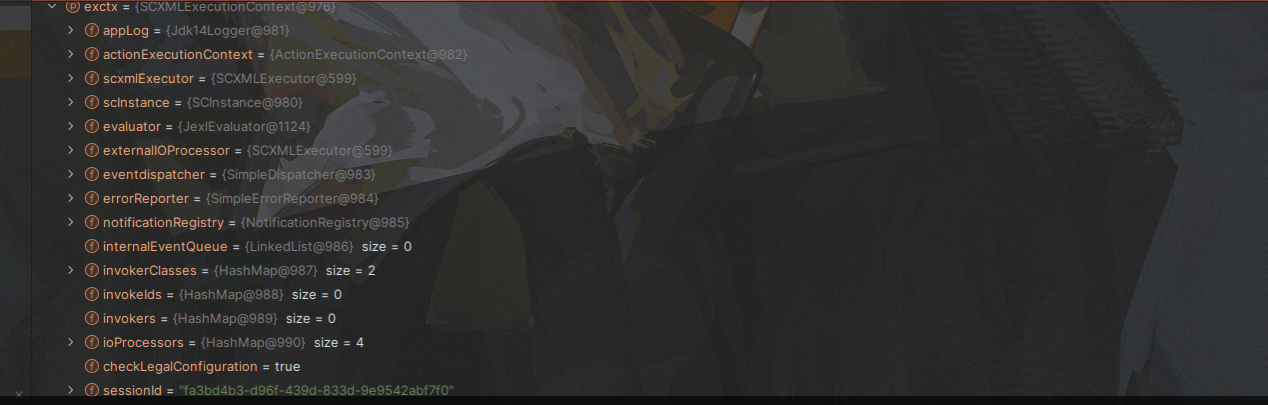 exctx = {SCXMLExecutionContext@976}
appLog = {Jdk14Logger@981}
actionExecutionContext = {ActionExecutionContext@982}
scxmlExecutor = {SCXMLExecutor@599}
scInstance = {SCInstance@980}
evaluator = {JexlEvaluator@1124}
externalIOProcessor = {SCXMLExecutor@599}
eventdispatcher = {SimpleDispatcher@983}
errorReporter = {SimpleErrorReporter@984}
notificationRegistry = {NotificationRegistry@985}
internalEventQueue = {LinkedList@986} size = 0
invokerClasses = {HashMap@987} size = 2
invokeIds = {HashMap@988} size = 0
invokers = {HashMap@989} size = 0
ioProcessors = {HashMap@990} size = 4
checkLegalConfiguration = true
sessionId = "fa3bd4b3-d96f-439d-833d-9e9542abf7f0"